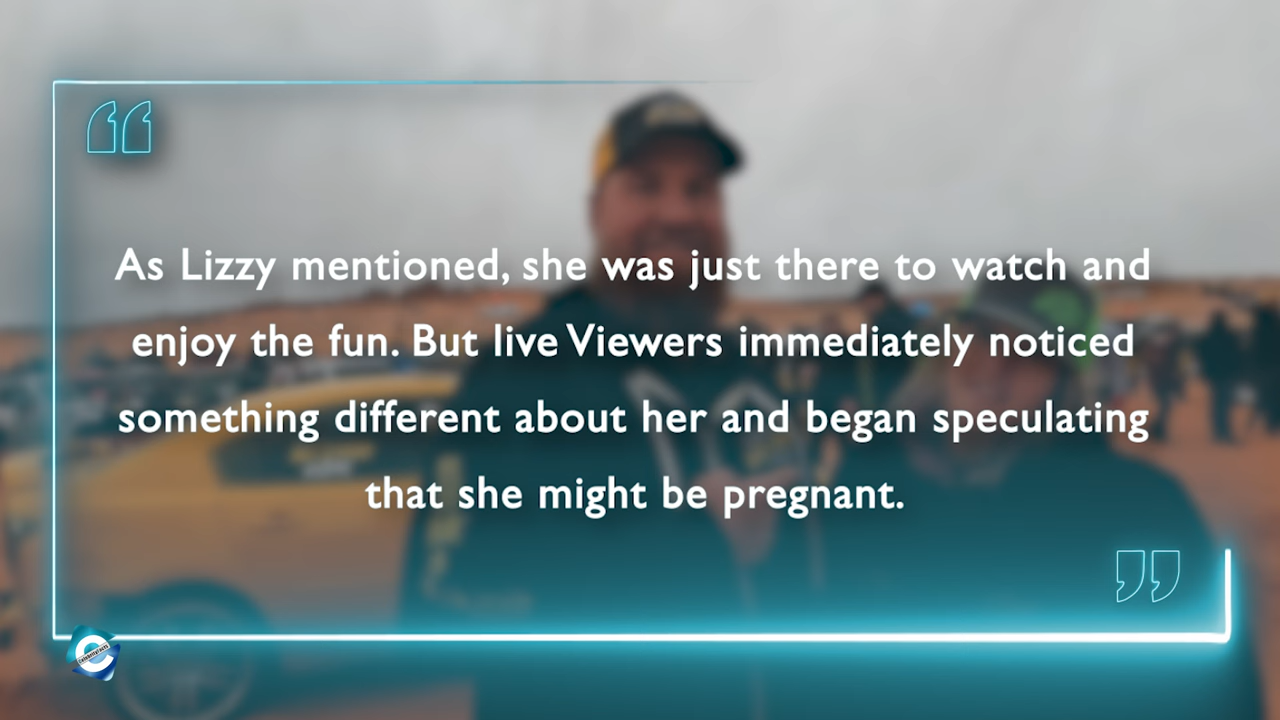 As Lizzy mentioned, she was just there to watch and
enjoy the fun. But live Viewers immediately noticed
something different about her and began speculating
that she might be pregnant.